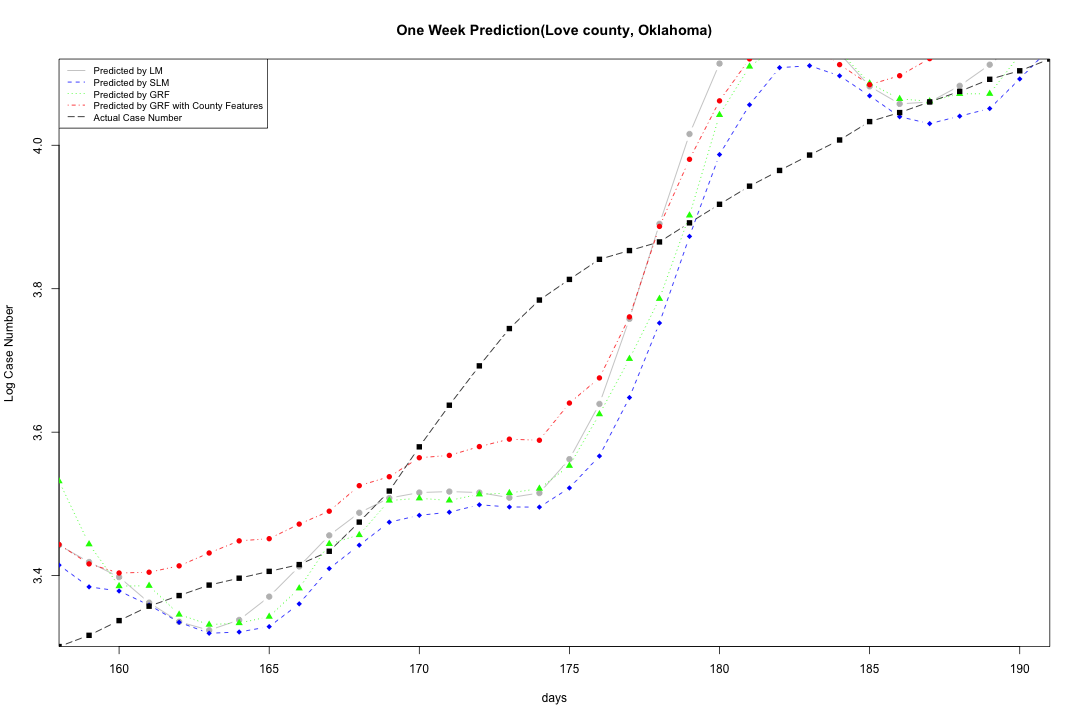 One Week Prediction(Love county, Oklahoma)
Predicted by LM
Predicted by SLM
Predicted by GRF
Predicted by GRF with County Features
Actual Case Number
4.0
3.8
3.6
3.4
Log Case Number
160 165 170 175 180 185 190
days